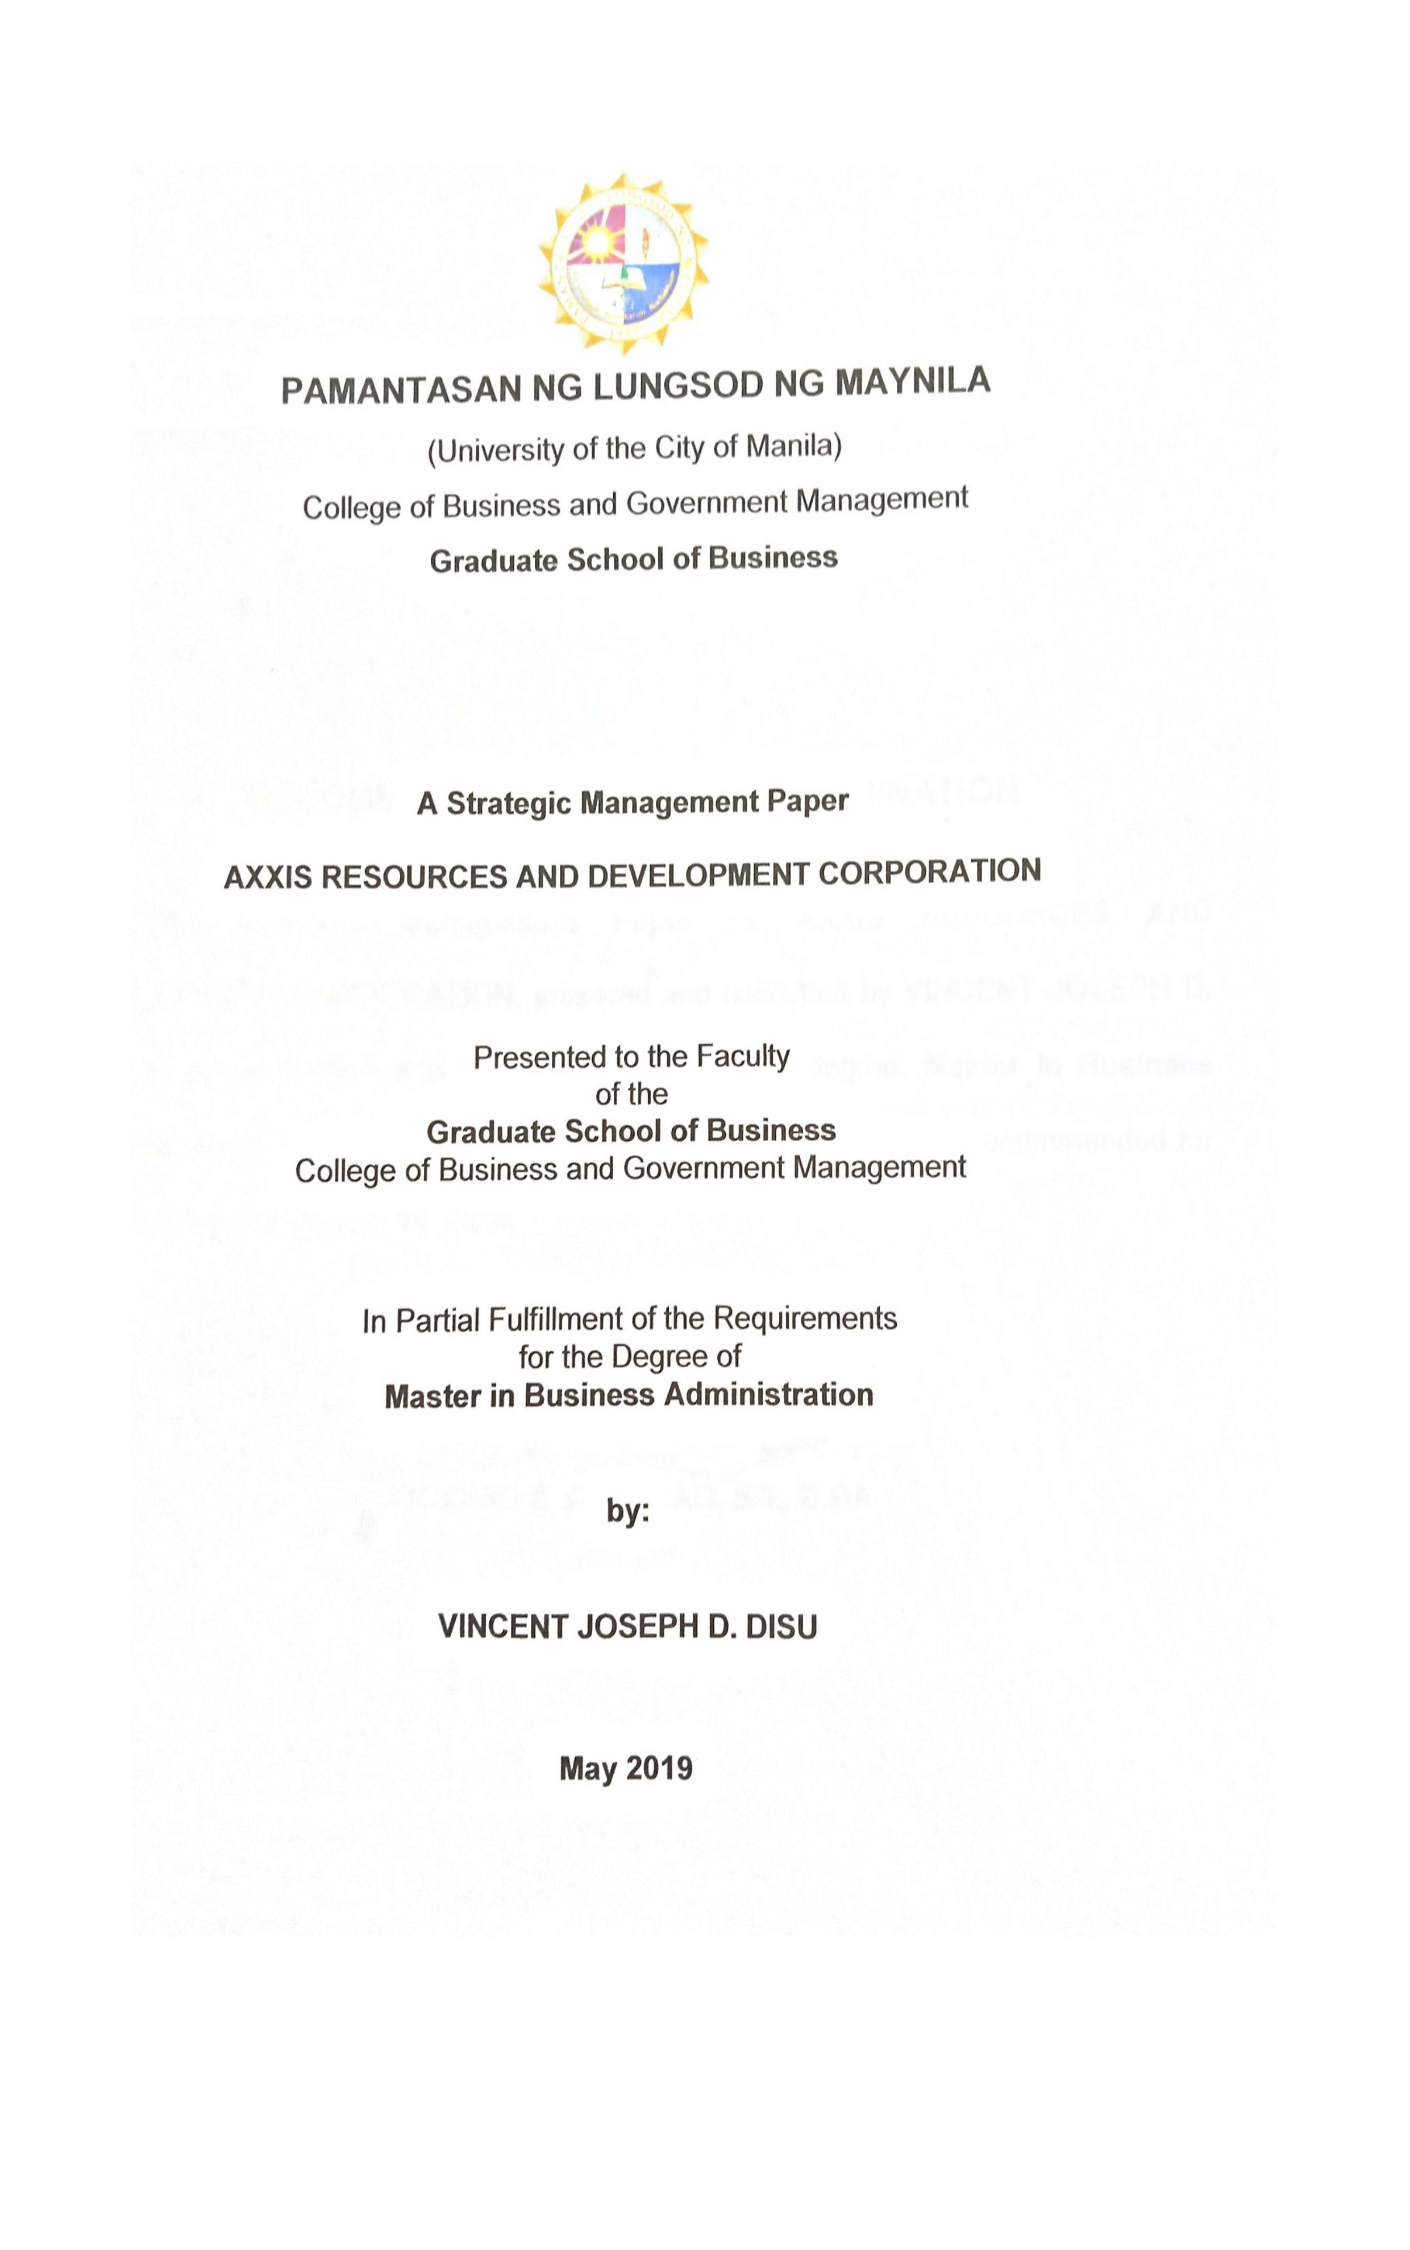 PAMANTASAN NG LUNGSOD NG MAYNILA
(University of the City of Manila)
College of Business and Government Management
Graduate School of Business
A Strategic Management Paper
AXXIS RESOURCES AND DEVELOPMENT CORPORATION
Presented to the Faculty
of the
Graduate School of Business
College of Business and Government Management
In Partial Fulfillment of the Requirements
for the Degree of
Master in Business Administration
by:
VINCENT JOSEPH D. DISU
May 2019